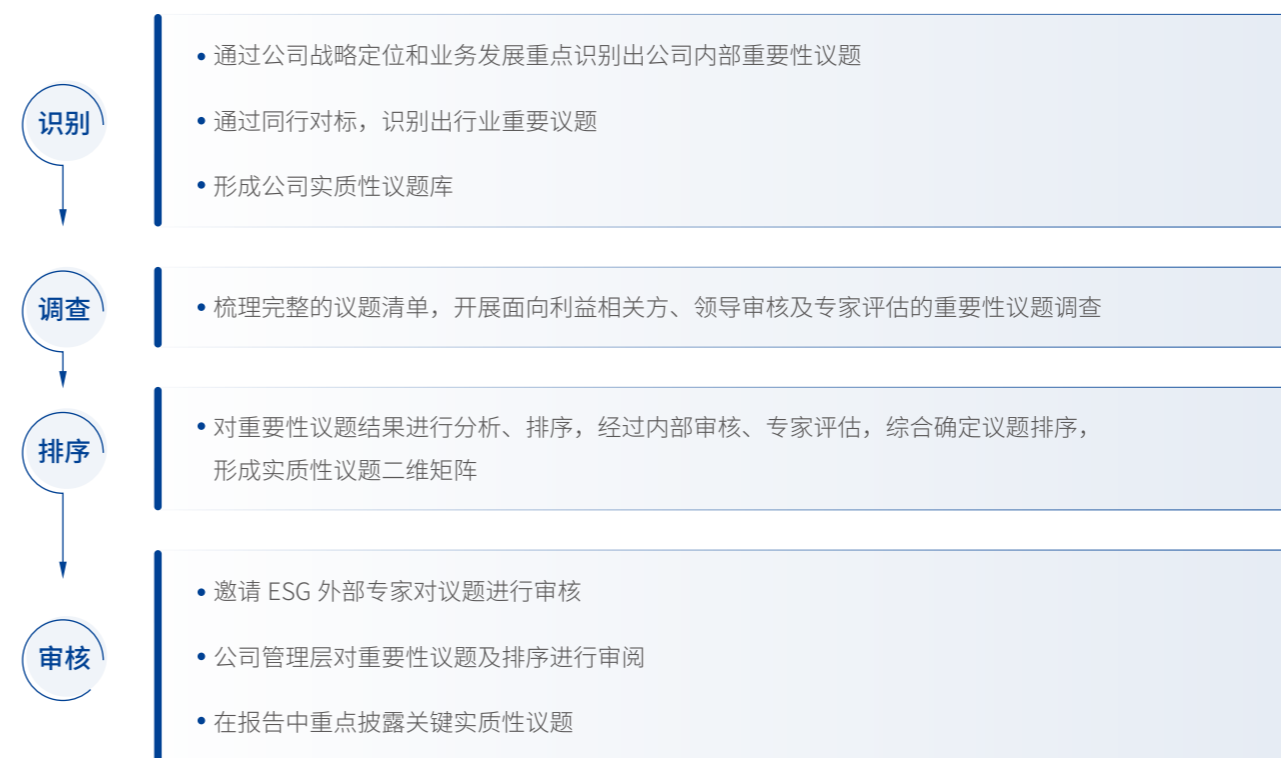 识别
• 通过公司战略定位和业务发展重点识别出公司内部重要性议题
• 通过同行对标，识别出行业重要议题
• 形成公司实质性议题库
调查
• 梳理完整的议题清单，开展面向利益相关方、领导审核及专家评估的重要性议题调查
排序
• 对重要性议题结果进行分析、排序，经过内部审核、专家评估，综合确定议题排序，
形成实质性议题二维矩阵
审核
• 邀请 ESG 外部专家对议题进行审核
• 公司管理层对重要性议题及排序进行审阅
• 在报告中重点披露关键实质性议题